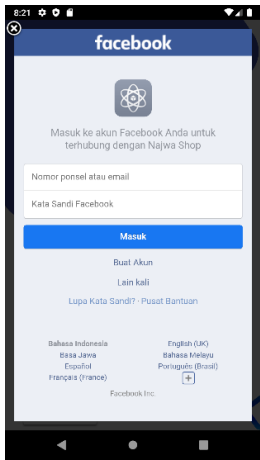 8:21
facebook
Masuk ke akun Facebook Anda untuk
terhubung dengan Najwa Shop
Nomor ponsel atau email
Kata Sandi Facebook
Masuk
Buat Akun
Lain kali
Lupa Kata Sandi? · Pusat Bantuan
Bahasa Indonesia English (UK)
Basa Jawa Bahasa Melayu
Español Português (Brasil)
Français (France)
Facebook Inc.